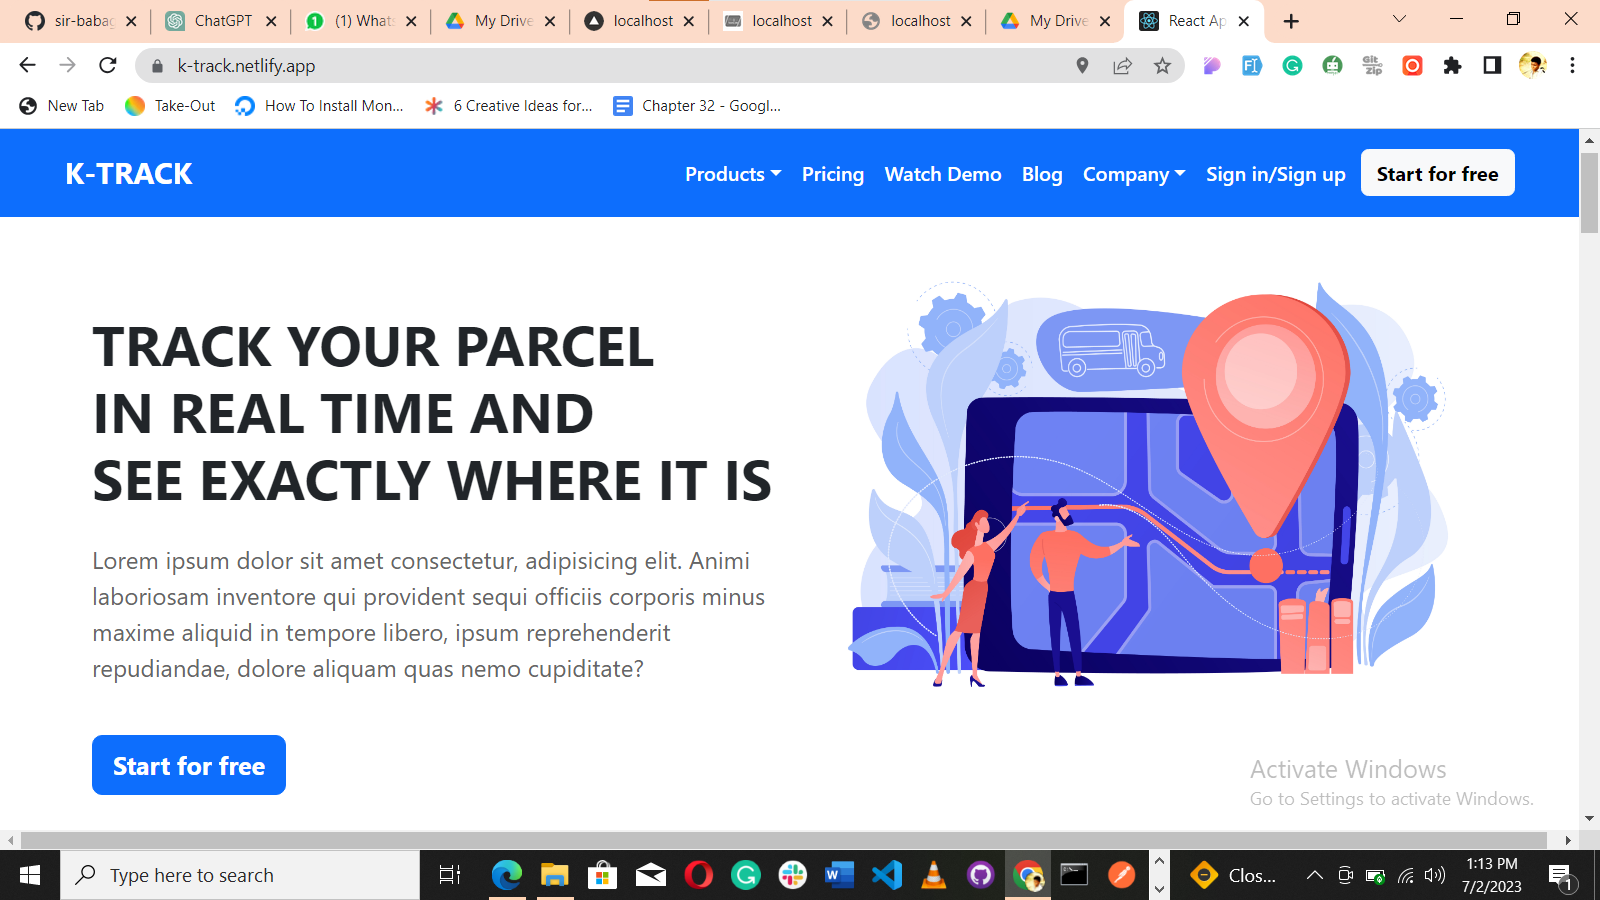 sir-babag
ChatGPT
(1) Whats
My Drive
localhost
localhost
localhost
My Drive
React Ap
k-track.netlify.app
New Tab
Take-Out
How To Install Mon...
6 Creative Ideas for...
Chapter 32 - Googl...
K-TRACK
Products
Pricing
Watch Demo
Blog
Company
Sign in/Sign up
Start for free
TRACK YOUR PARCEL
IN REAL TIME AND
SEE EXACTLY WHERE IT IS
Lorem ipsum dolor sit amet consectetur, adipisicing elit. Animi
laboriosam inventore qui provident sequi officiis corporis minus
maxime aliquid in tempore libero, ipsum reprehenderit
repudiandae, dolore aliquam quas nemo cupiditate?
Start for free
Activate Windows
Go to Settings to activate Windows.
Type here to search
Clos...
1:13 PM
7/2/2023
1